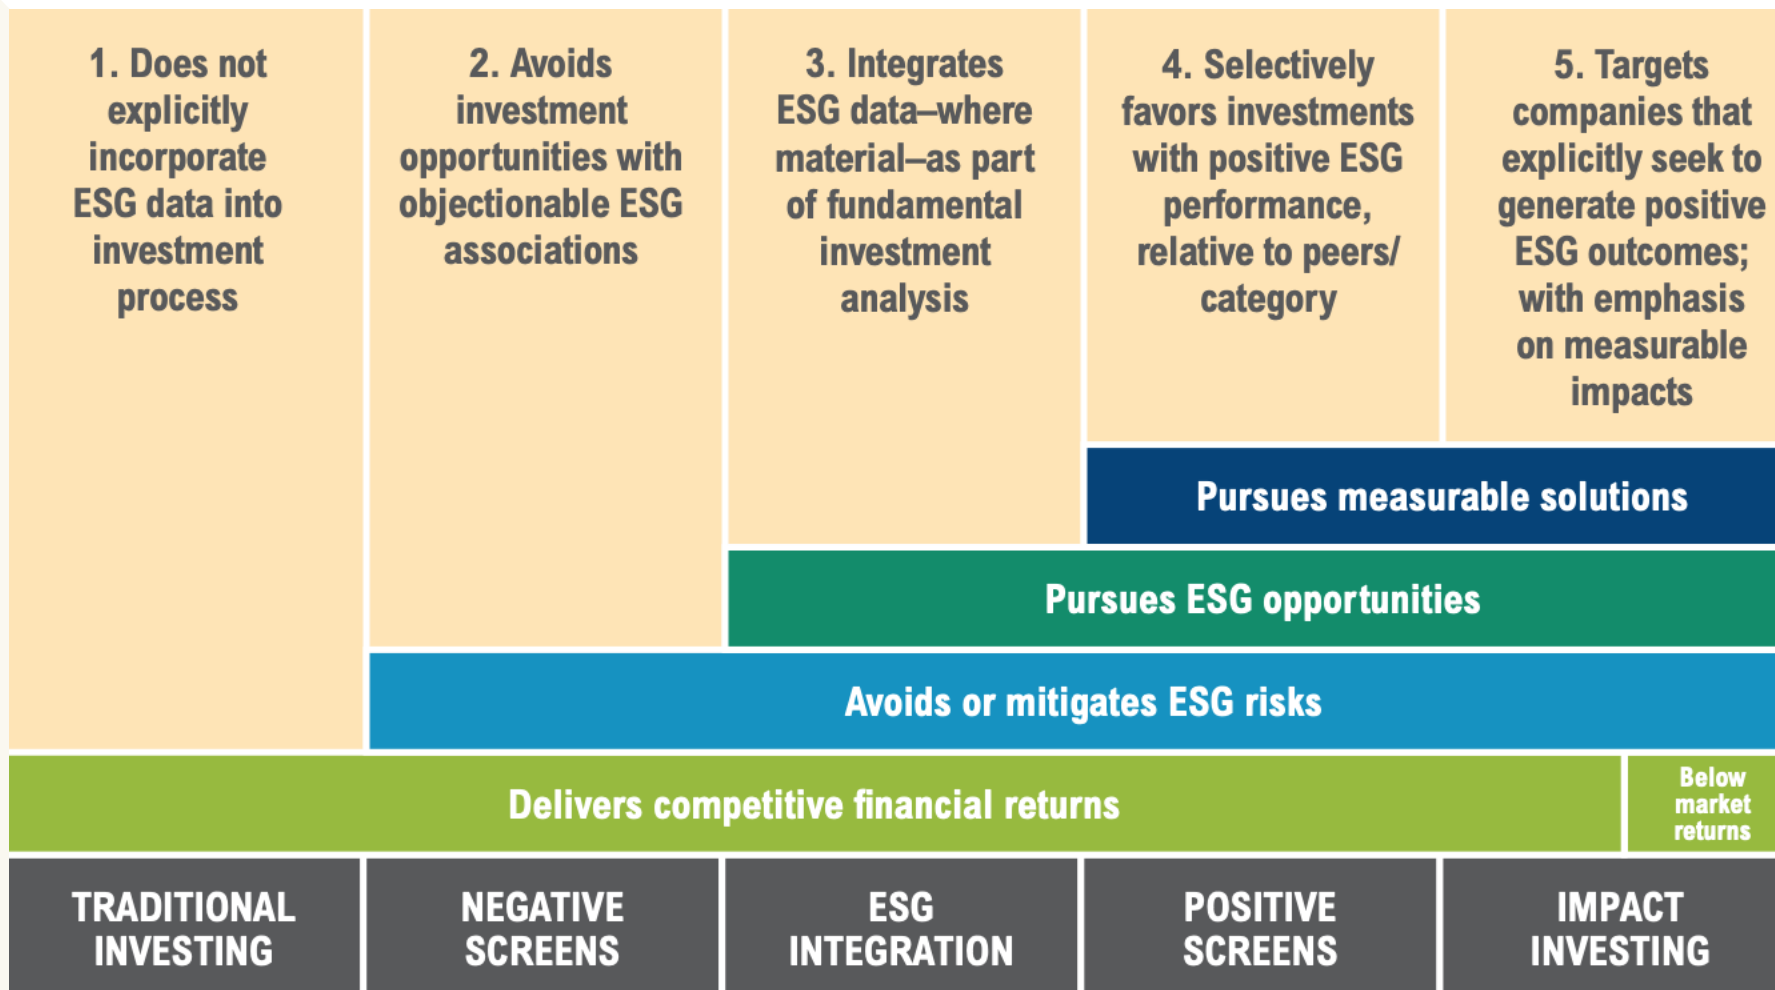 1. Does not
explicitly
incorporate
ESG data into
investment
process
2. Avoids
investment
opportunities with
objectionable ESG
associations
3. Integrates
ESG data–where
material–as part
of fundamental
investment
analysis
4. Selectively
favors investments
with positive ESG
performance,
relative to peers/
category
5. Targets
companies that
explicitly seek to
generate positive
ESG outcomes;
with emphasis
on measurable
impacts
Pursues measurable solutions
Pursues ESG opportunities
Avoids or mitigates ESG risks
Delivers competitive financial returns
Below
market
returns
TRADITIONAL
INVESTING
NEGATIVE
SCREENS
ESG
INTEGRATION
POSITIVE
SCREENS
IMPACT
INVESTING